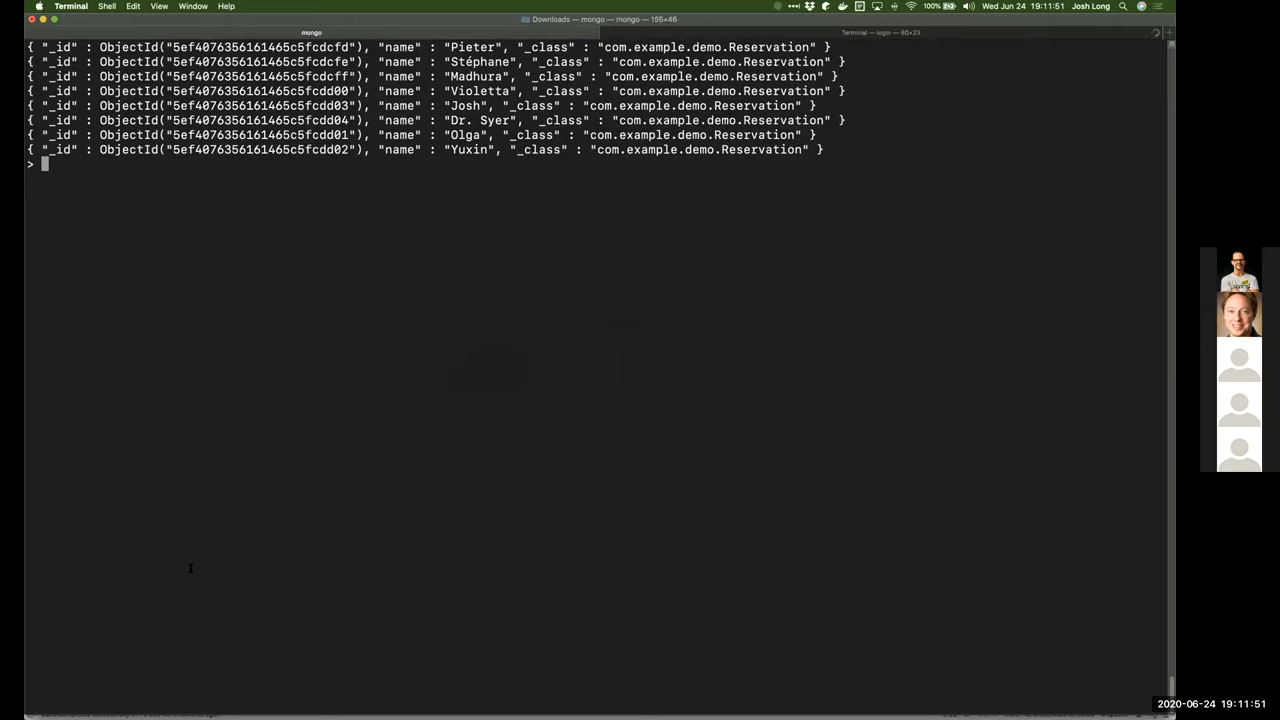 Terminal Shell Edit View Window Help 100% Wed Jun 24 19:11:51 Josh Long
Downloads — mongo — mongo — 155×46
mongo Terminal — login — 80×23
{ "_id" : ObjectId("5ef4076356161465c5fcdcfd"), "name" : "Pieter", "_class" : "com.example.demo.Reservation" }
{ "_id" : ObjectId("5ef4076356161465c5fcdcfe"), "name" : "Stéphane", "_class" : "com.example.demo.Reservation" }
{ "_id" : ObjectId("5ef4076356161465c5fcdcff"), "name" : "Madhura", "_class" : "com.example.demo.Reservation" }
{ "_id" : ObjectId("5ef4076356161465c5fcdd00"), "name" : "Violetta", "_class" : "com.example.demo.Reservation" }
{ "_id" : ObjectId("5ef4076356161465c5fcdd03"), "name" : "Josh", "_class" : "com.example.demo.Reservation" }
{ "_id" : ObjectId("5ef4076356161465c5fcdd04"), "name" : "Dr. Syer", "_class" : "com.example.demo.Reservation" }
{ "_id" : ObjectId("5ef4076356161465c5fcdd01"), "name" : "Olga", "_class" : "com.example.demo.Reservation" }
{ "_id" : ObjectId("5ef4076356161465c5fcdd02"), "name" : "Yuxin", "_class" : "com.example.demo.Reservation" }
>
2020-06-24 19:11:51